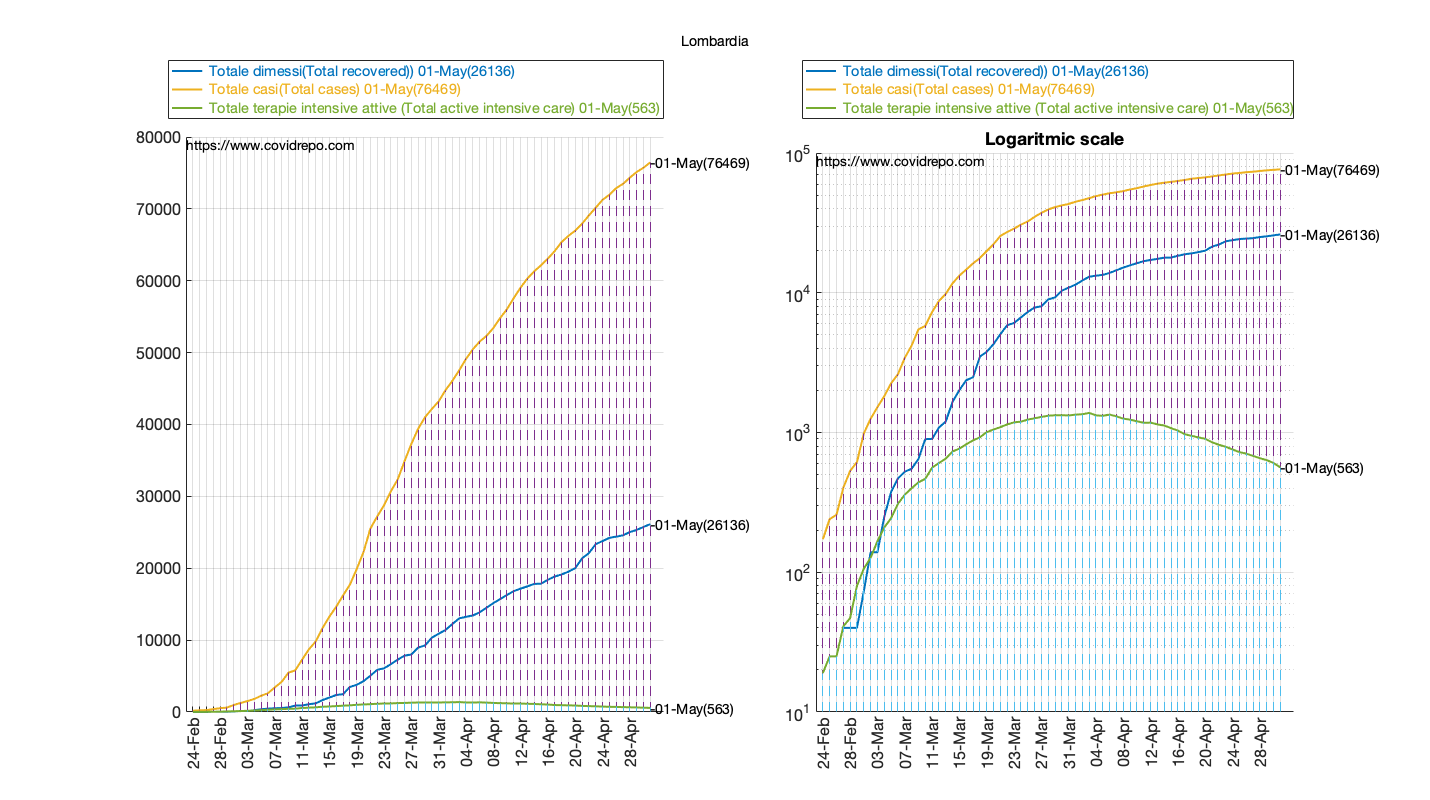 Lombardia
Totale dimessi(Total recovered)) 01-May(26136)
Totale casi(Total cases) 01-May(76469)
Totale terapie intensive attive (Total active intensive care) 01-May(563)
80000
70000
60000
50000
40000
30000
20000
10000
0
https://www.covidrepo.com
01-May(76469)
01-May(26136)
01-May(563)
24-Feb
28-Feb
03-Mar
07-Mar
11-Mar
15-Mar
19-Mar
23-Mar
27-Mar
31-Mar
04-Apr
08-Apr
12-Apr
16-Apr
20-Apr
24-Apr
28-Apr
Totale dimessi(Total recovered)) 01-May(26136)
Totale casi(Total cases) 01-May(76469)
Totale terapie intensive attive (Total active intensive care) 01-May(563)
Logaritmic scale
10^5
10^4
10^3
10^2
10^1
https://www.covidrepo.com
01-May(76469)
01-May(26136)
01-May(563)
24-Feb
28-Feb
03-Mar
07-Mar
11-Mar
15-Mar
19-Mar
23-Mar
27-Mar
31-Mar
04-Apr
08-Apr
12-Apr
16-Apr
20-Apr
24-Apr
28-Apr